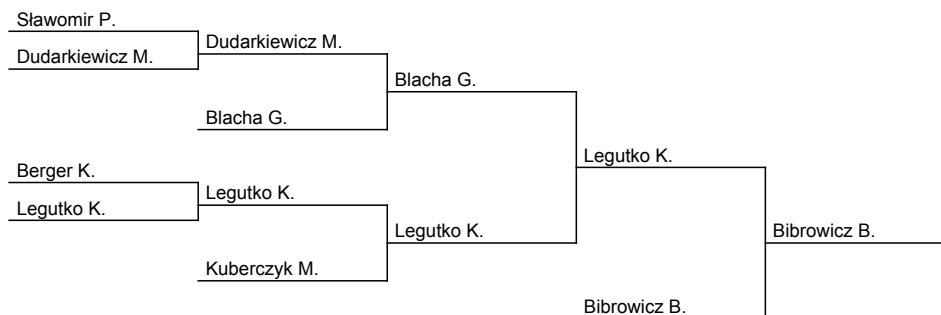 Sławomir P.
Dudarkiewicz M.
Dudarkiewicz M.
Blacha G.
Blacha G.
Berger K.
Legutko K.
Legutko K.
Legutko K.
Legutko K.
Bibrowicz B.
Kuberczyk M.
Bibrowicz B.